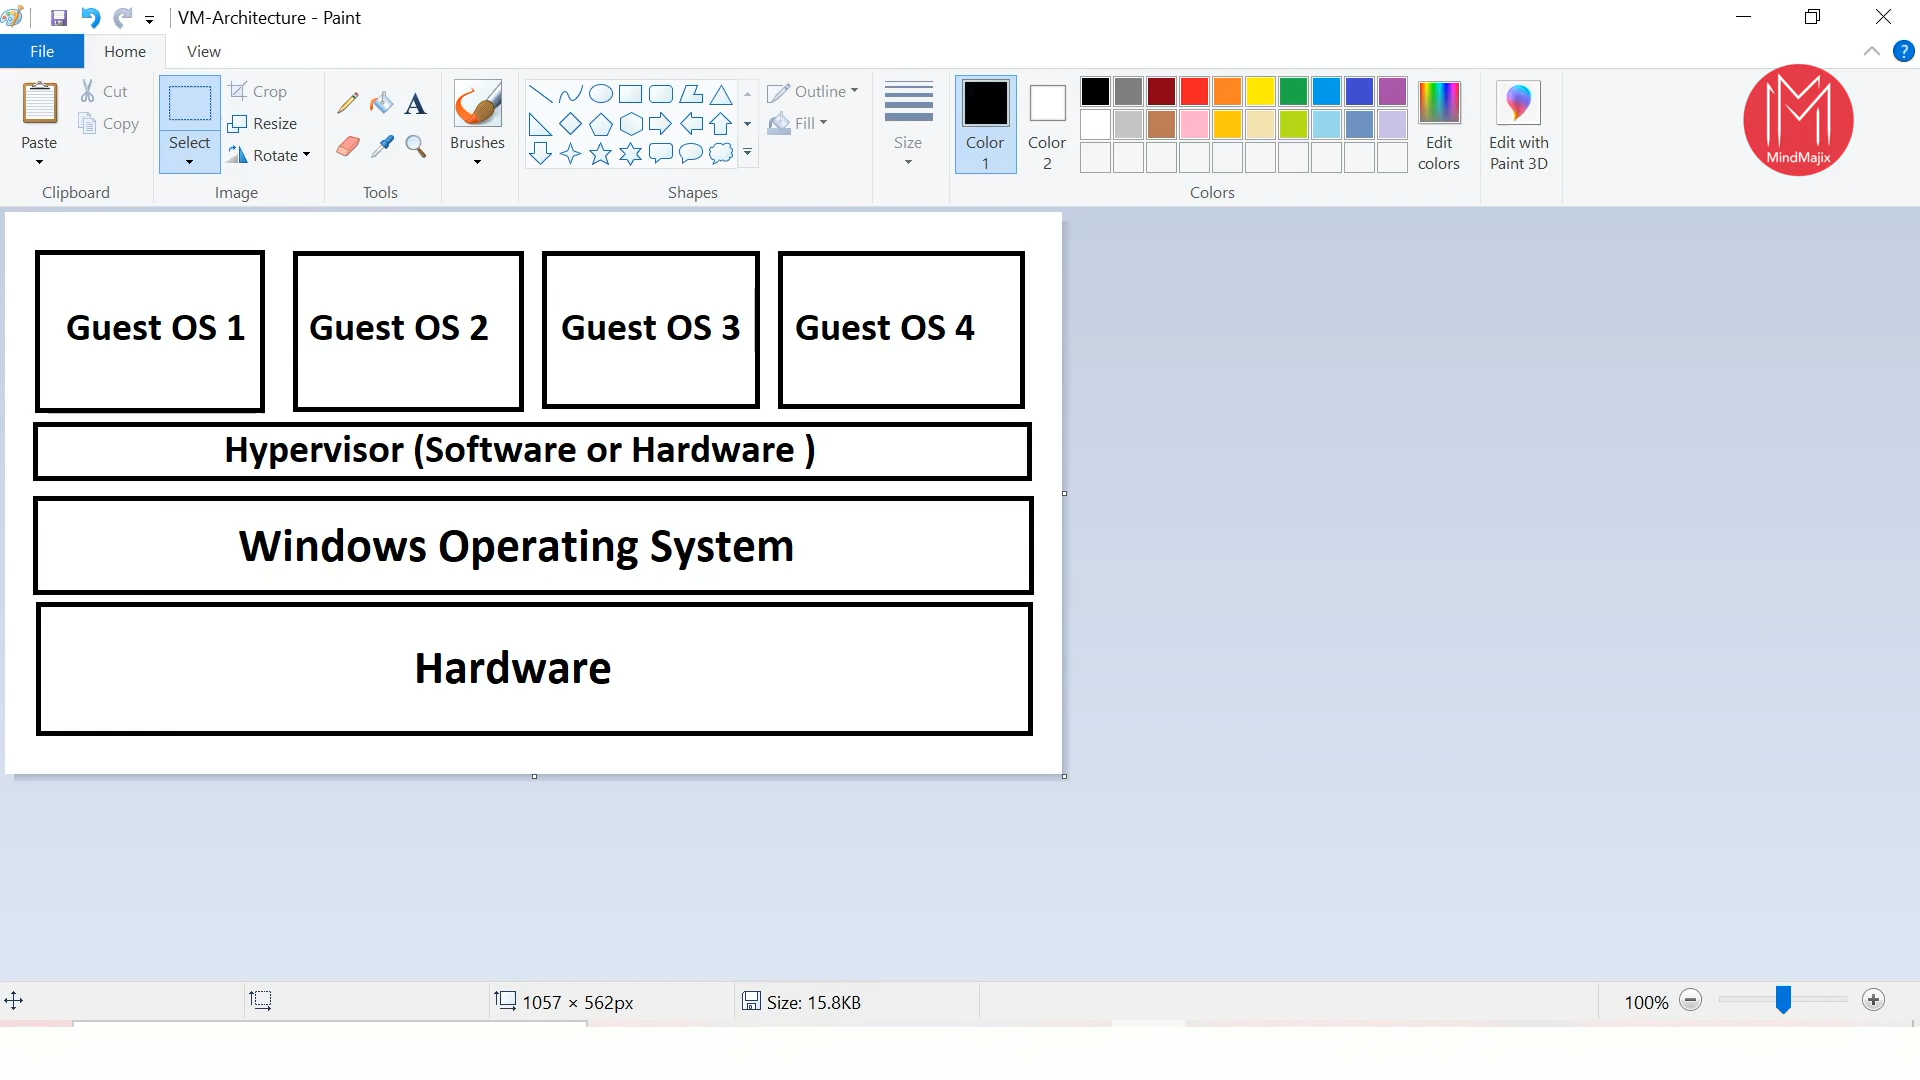 VM-Architecture - Paint
File Home View
Paste
Cut
Copy
Clipboard
Select
Crop
Resize
Rotate
Image
A
Tools
Brushes
Shapes
Outline
Fill
Size
Color 1
Color 2
Colors
Edit colors
Edit with Paint 3D
?
MindMajix
Guest OS 1 Guest OS 2 Guest OS 3 Guest OS 4
Hypervisor (Software or Hardware )
Windows Operating System
Hardware
1057 × 562px Size: 15.8KB 100%